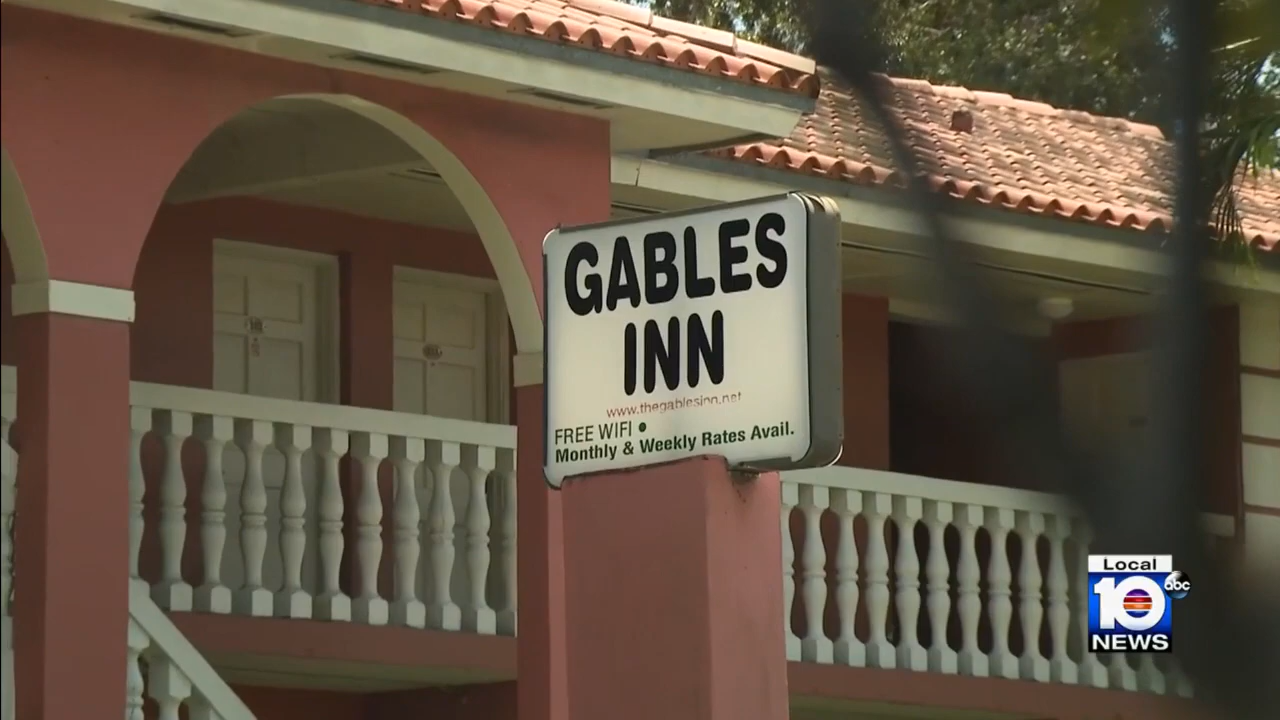 GABLES
INN
www.thegablesinn.net
FREE WIFI •
Monthly & Weekly Rates Avail.
Local
10 abc
NEWS